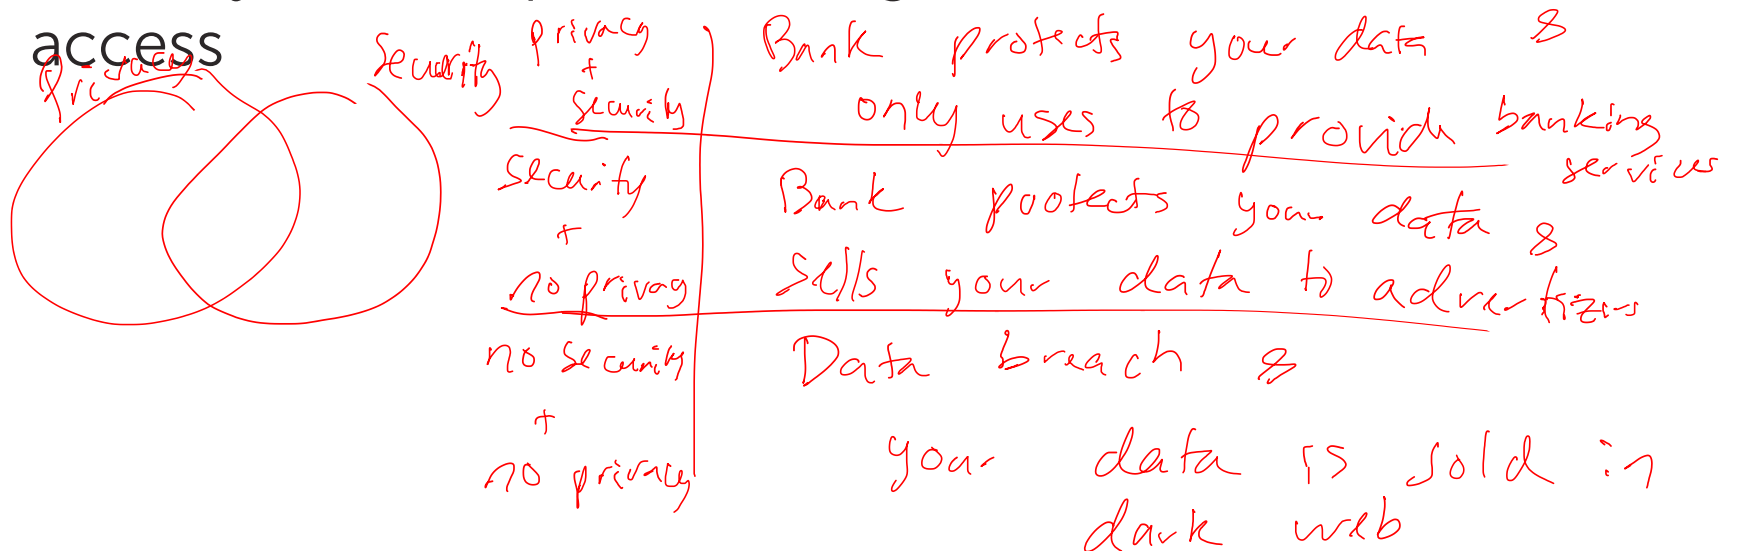 access
Privacy
Security
privacy
+
security
Bank protects your data &
only uses to provide banking
services
security
+
no privacy
Bank protects your data &
sells your data to advertizers
no security
+
no privacy
Data breach &
your data is sold in
dark web